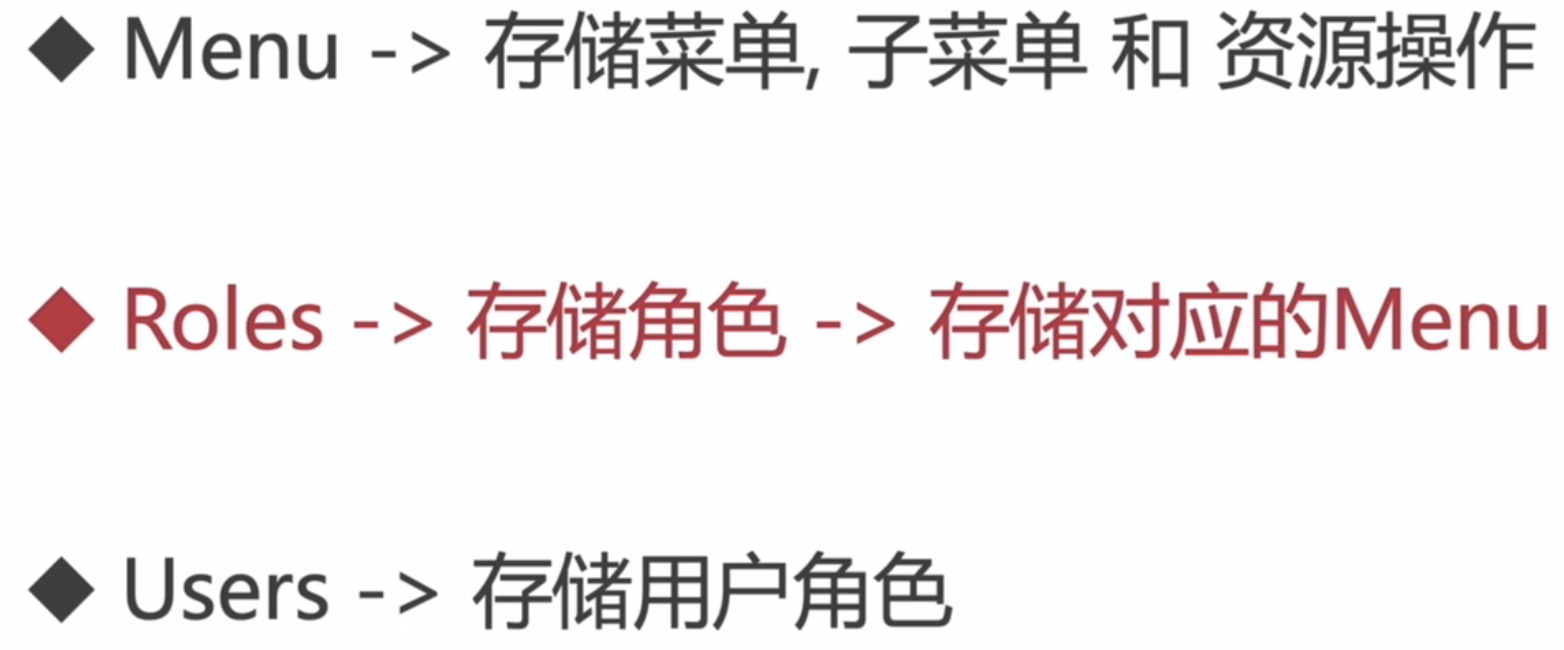 ◆ Menu -> 存储菜单, 子菜单 和 资源操作
◆ Roles -> 存储角色 -> 存储对应的Menu
◆ Users -> 存储用户角色